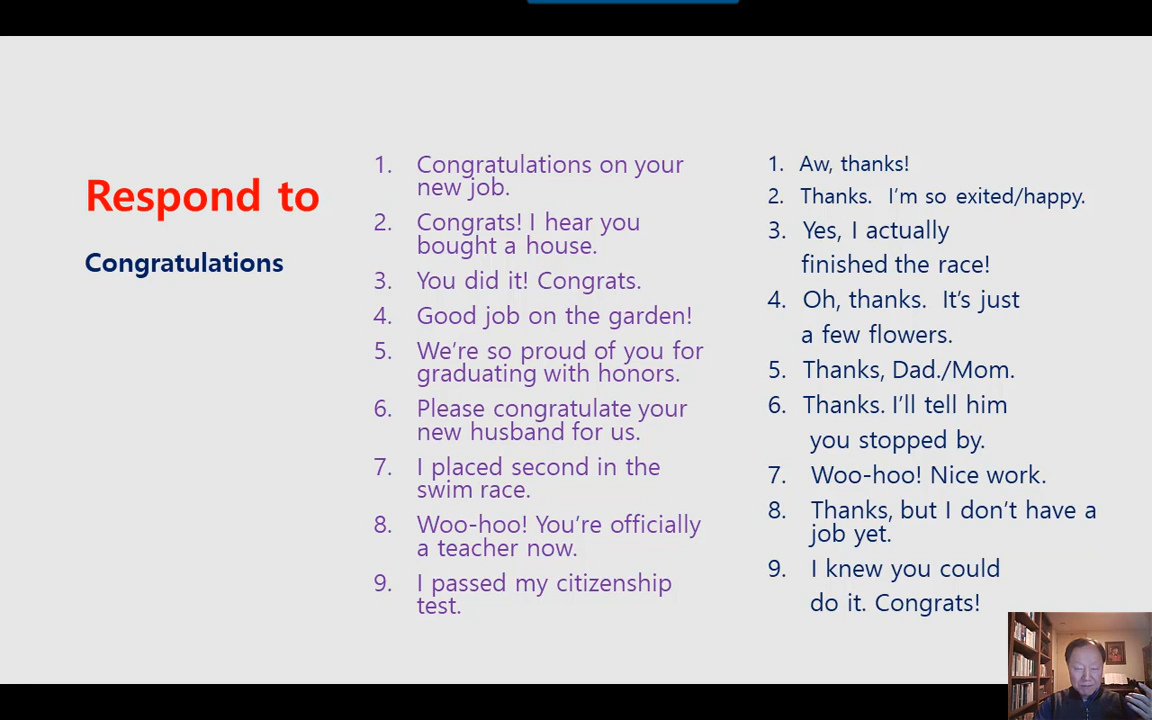 Respond to
Congratulations
1. Congratulations on your
new job.
2. Congrats! I hear you
bought a house.
3. You did it! Congrats.
4. Good job on the garden!
5. We’re so proud of you for
graduating with honors.
6. Please congratulate your
new husband for us.
7. I placed second in the
swim race.
8. Woo-hoo! You’re officially
a teacher now.
9. I passed my citizenship
test.
1. Aw, thanks!
2. Thanks. I’m so exited/happy.
3. Yes, I actually
finished the race!
4. Oh, thanks. It’s just
a few flowers.
5. Thanks, Dad./Mom.
6. Thanks. I’ll tell him
you stopped by.
7. Woo-hoo! Nice work.
8. Thanks, but I don’t have a
job yet.
9. I knew you could
do it. Congrats!